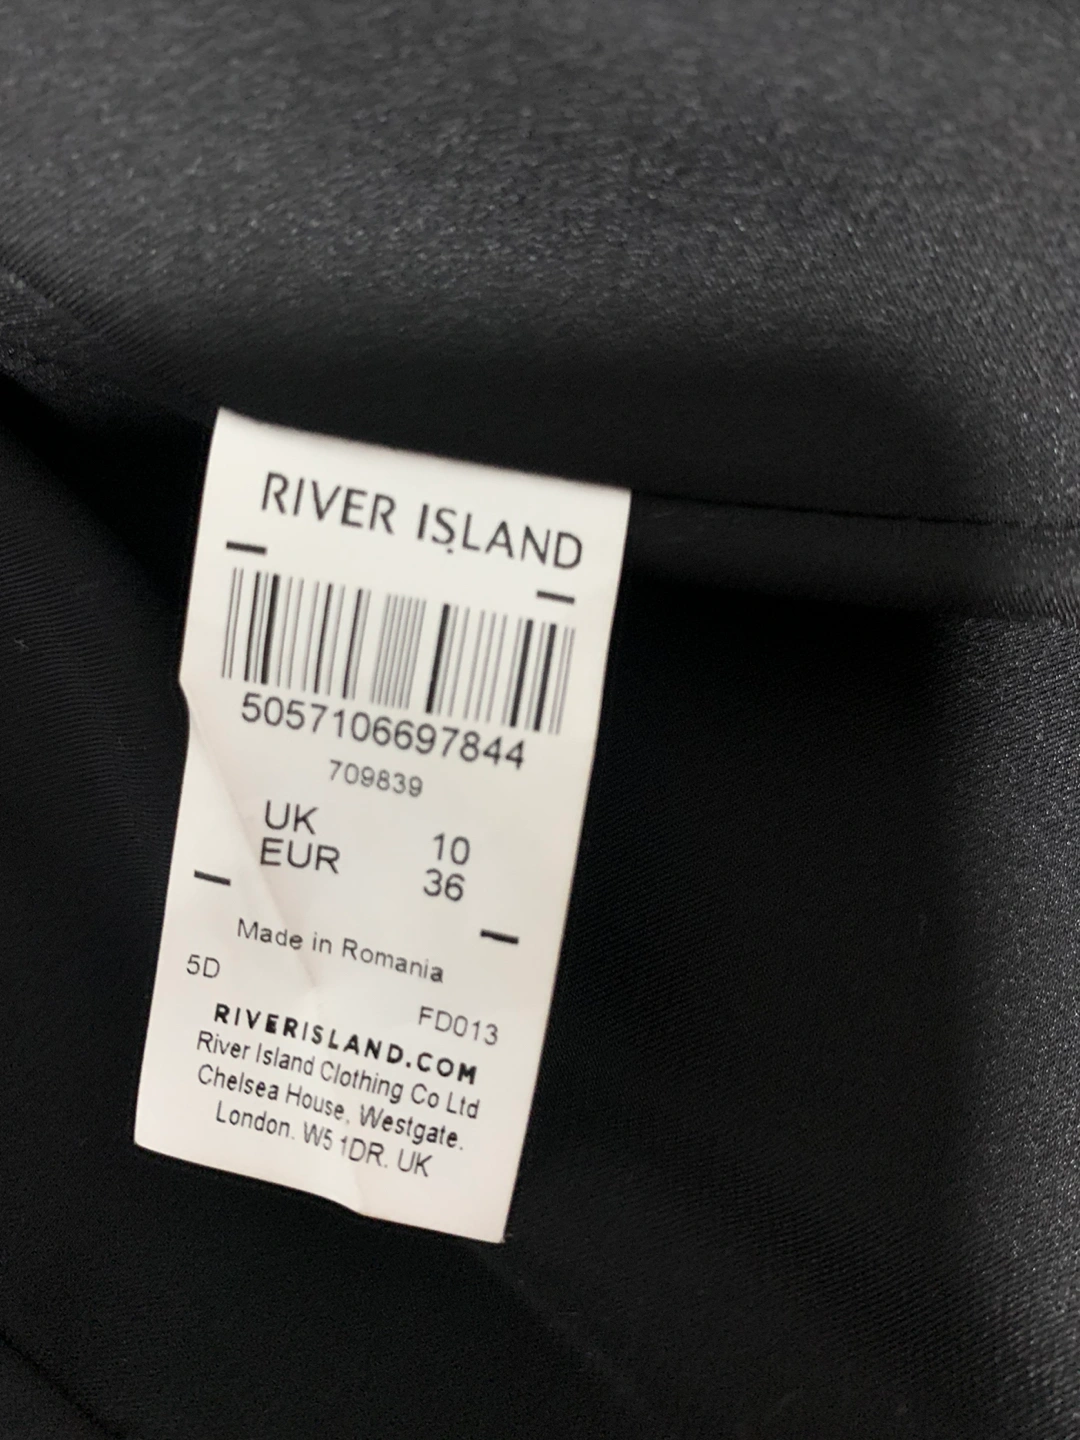 RIVER ISLAND
5057106697844
709839
UK 10
EUR 36
Made in Romania
5D FD013
RIVERISLAND.COM
River Island Clothing Co Ltd
Chelsea House, Westgate.
London. W5 1DR. UK